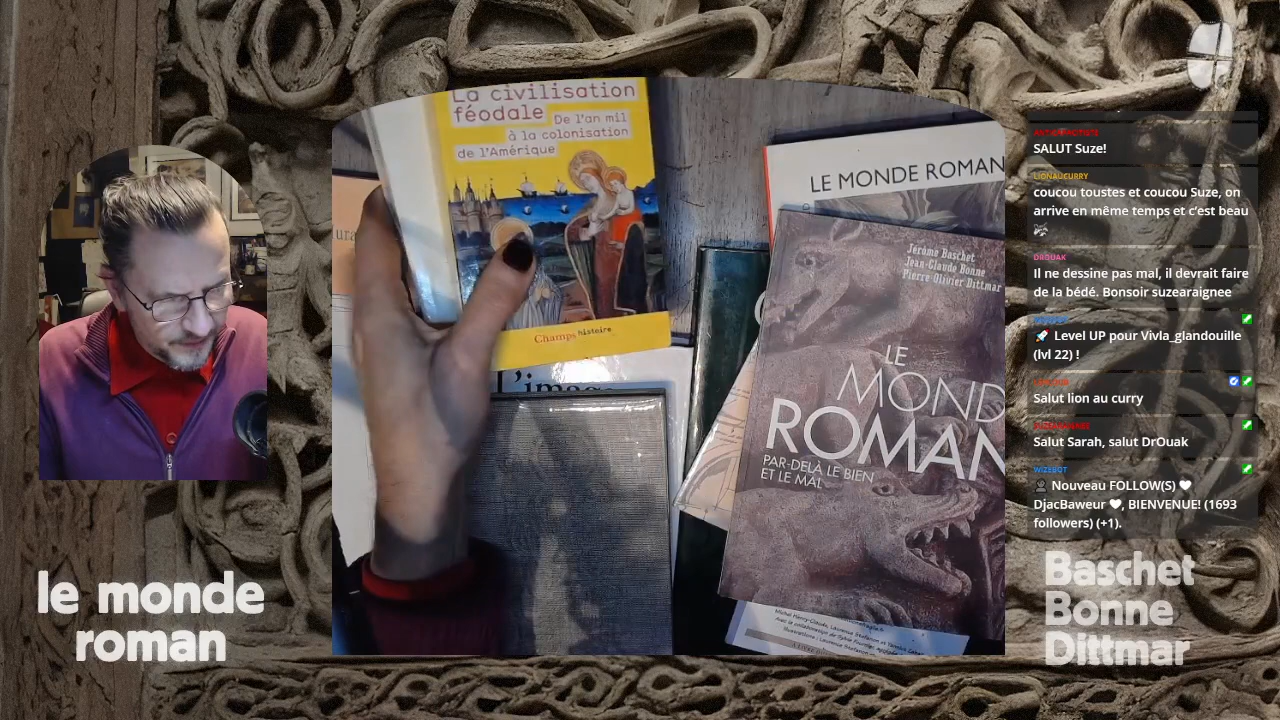 La civilisation
féodale De l'an mil
à la colonisation
de l'Amérique
Champs histoire
L'image
LE MONDE ROMAN
Jérôme Baschet
Jean-Claude Bonne
Pierre Olivier Dittmar
LE
MOND
ROMAN
PAR-DELÀ LE BIEN
ET LE MAL
le monde
roman
SALUT Suze!
LIONAUCURRY
coucou toustes et coucou Suze, on
arrive en même temps et c'est beau
DROUAK
Il ne dessine pas mal, il devrait faire
de la bédé. Bonsoir suzearaignee
Level UP pour Vivla_glandouille
(lvl 22) !
Salut lion au curry
Salut Sarah, salut DrOuak
WIZEBOT
Nouveau FOLLOW(S)
DjacBaweur, BIENVENUE! (1693
followers) (+1).
Baschet
Bonne
Dittmar